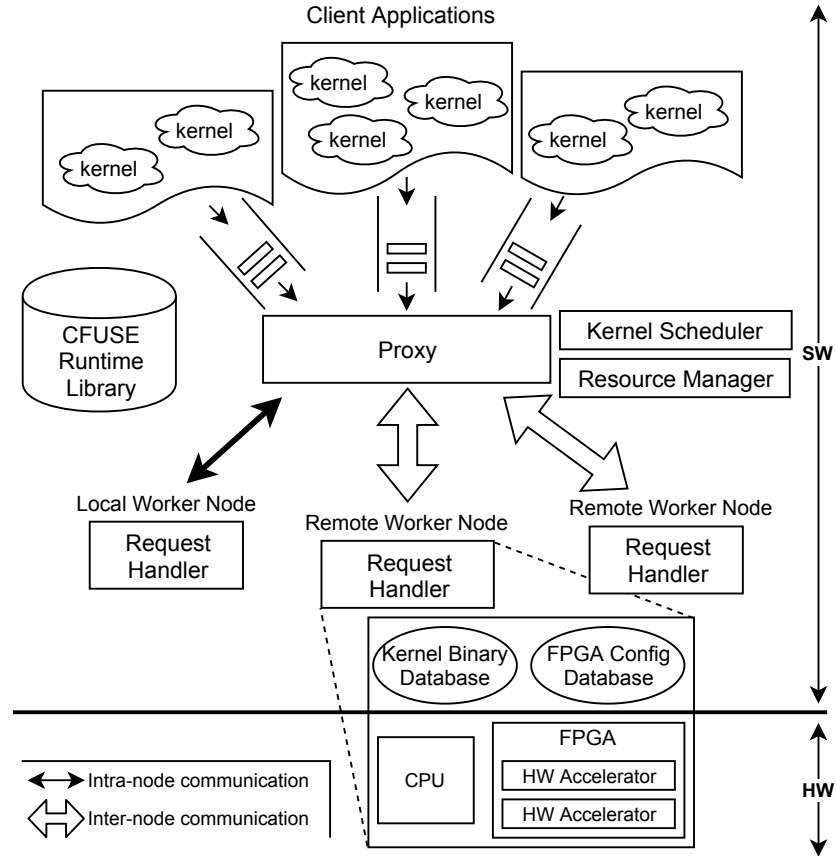 Client Applications
kernel
kernel
kernel
kernel
kernel
kernel
kernel
CFUSE
Runtime
Library
Proxy
Kernel Scheduler
Resource Manager
SW
Local Worker Node
Request
Handler
Remote Worker Node
Request
Handler
Remote Worker Node
Request
Handler
Kernel Binary
Database
FPGA Config
Database
CPU
FPGA
HW Accelerator
HW Accelerator
HW
Intra-node communication
Inter-node communication